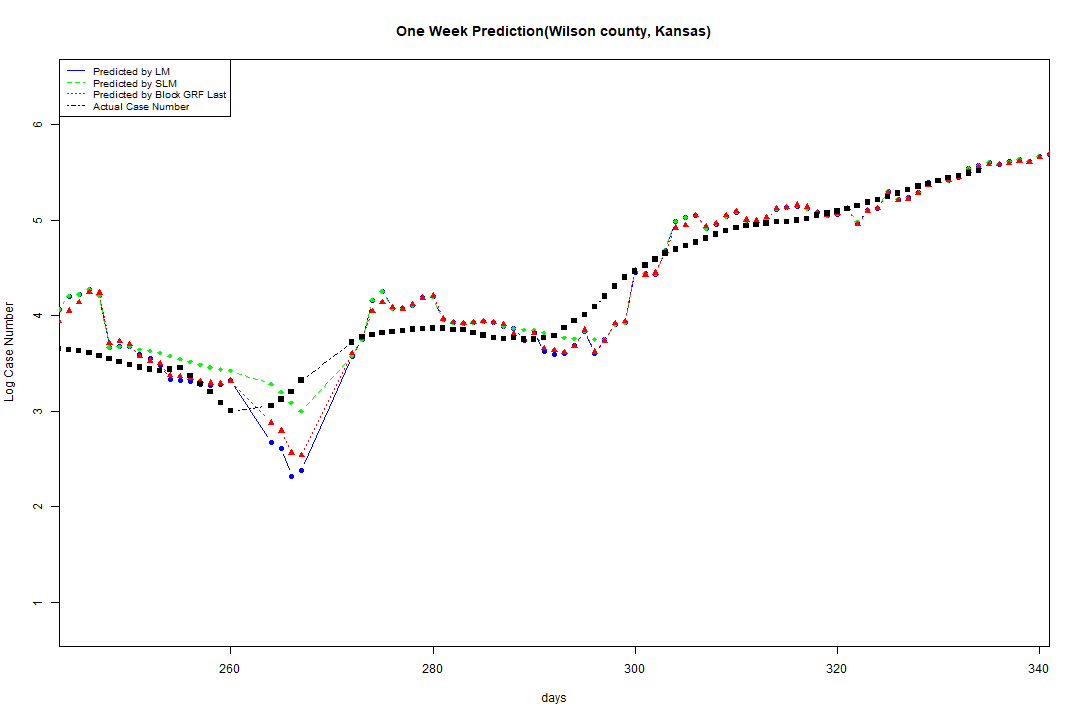 One Week Prediction(Wilson county, Kansas)
Predicted by LM
Predicted by SLM
Predicted by Block GRF Last
Actual Case Number
6
5
4
3
2
1
Log Case Number
260 280 300 320 340
days